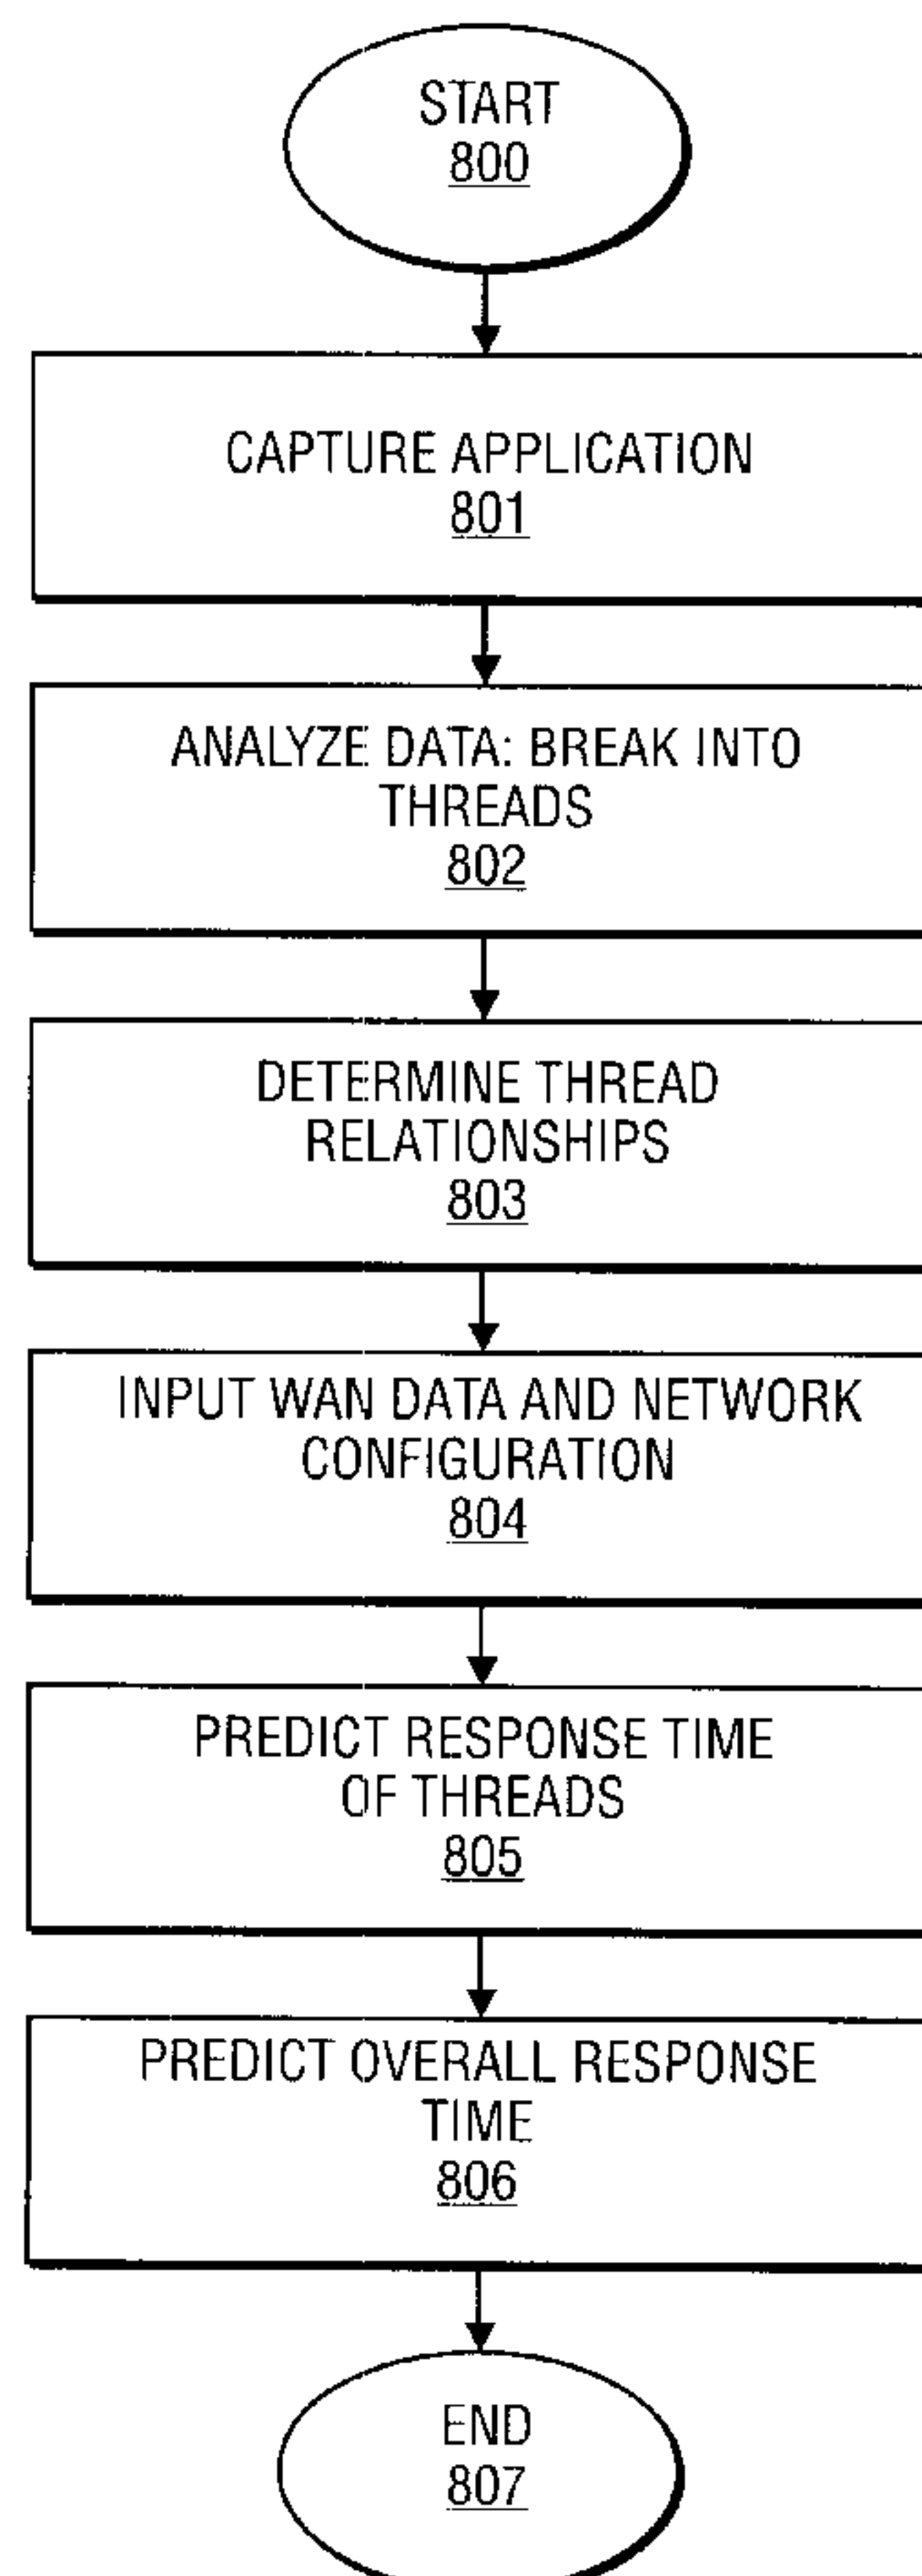 START
800
CAPTURE APPLICATION
801
ANALYZE DATA: BREAK INTO
THREADS
802
DETERMINE THREAD
RELATIONSHIPS
803
INPUT WAN DATA AND NETWORK
CONFIGURATION
804
PREDICT RESPONSE TIME
OF THREADS
805
PREDICT OVERALL RESPONSE
TIME
806
END
807